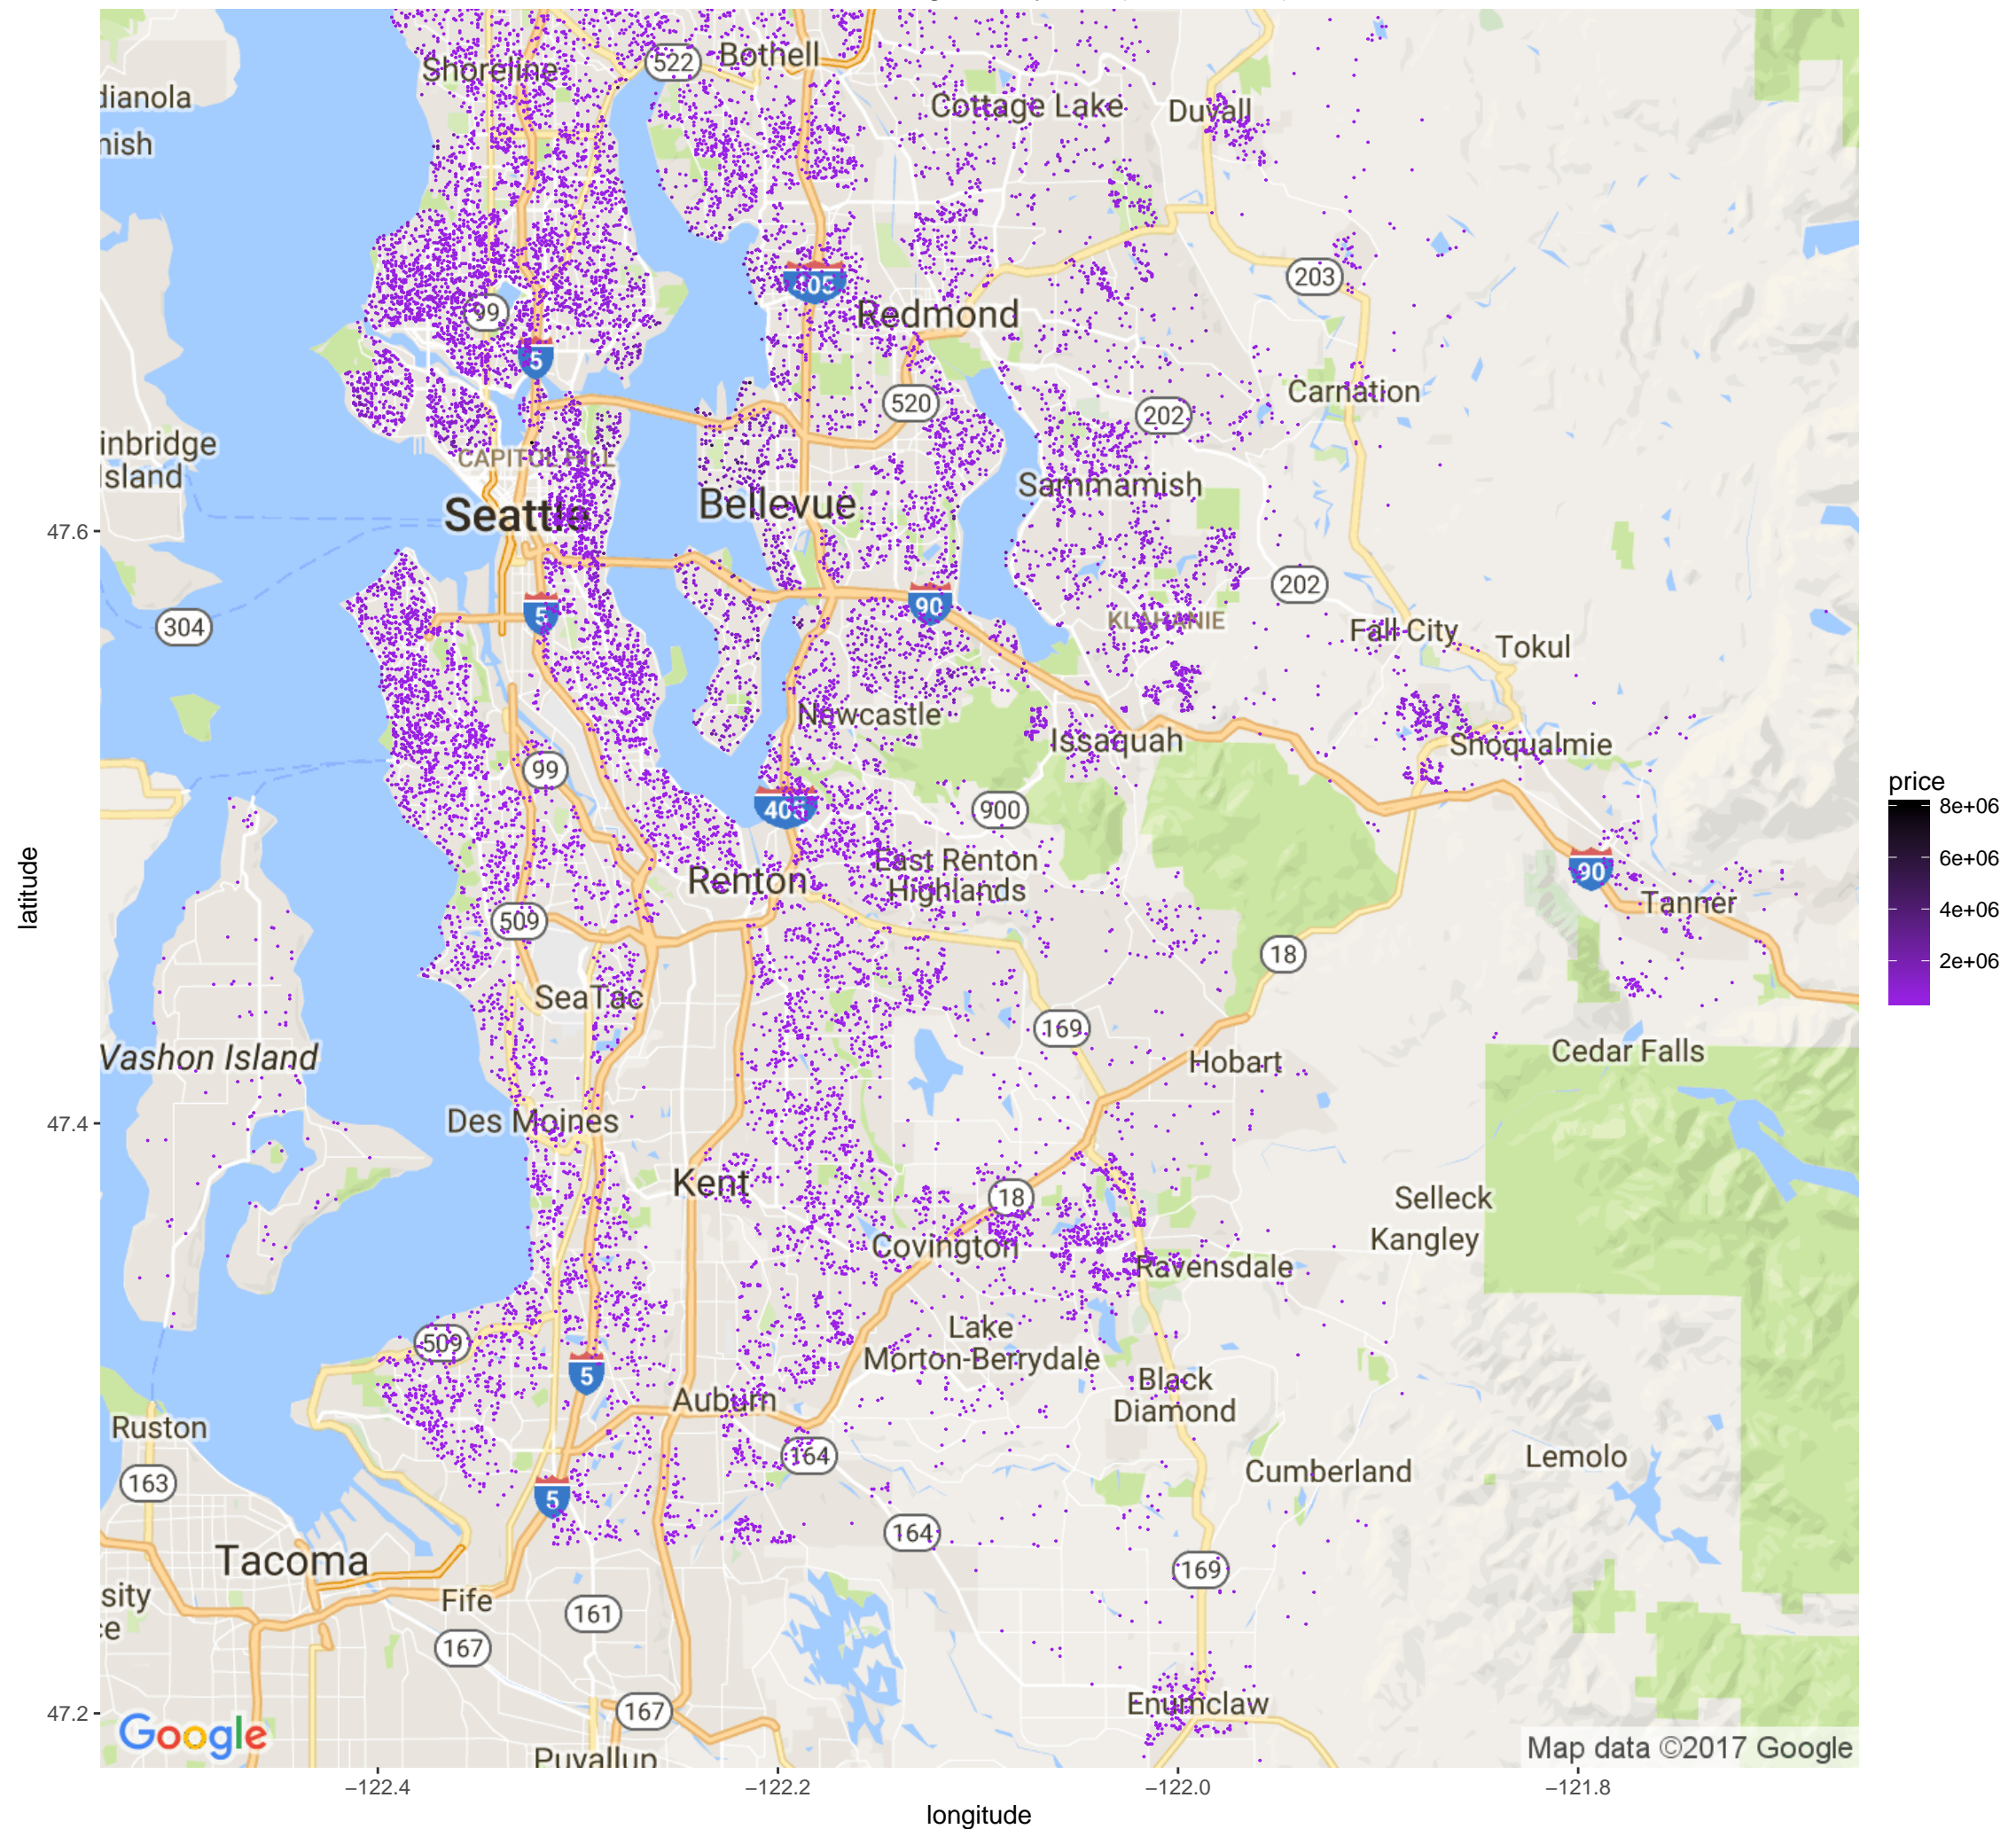 Shoreline
522
Bothell
dianola
Cottage Lake
Duvall
nish
405
203
99
Redmond
5
Carnation
520
202
inbridge
Island
CAPITOL HILL
Sammamish
Bellevue
Seattle
47.6
202
90
5
304
KLAHANIE
Fall City
Tokul
Newcastle
Issaquah
Snoqualmie
99
405
900
price
8e+06
6e+06
4e+06
2e+06
East Renton
Highlands
90
Renton
Tanner
latitude
509
18
SeaTac
169
Vashon Island
Cedar Falls
Hobart
47.4
Des Moines
Kent
18
Selleck
Kangley
Covington
Ravensdale
509
Lake
Morton-Berrydale
5
Black
Diamond
Auburn
Ruston
164
Lemolo
163
Cumberland
5
164
Tacoma
169
sity
ce
Fife
161
167
Enumclaw
167
47.2
Google
Puyallup
Map data ©2017 Google
−122.4
−122.2
−122.0
−121.8
longitude